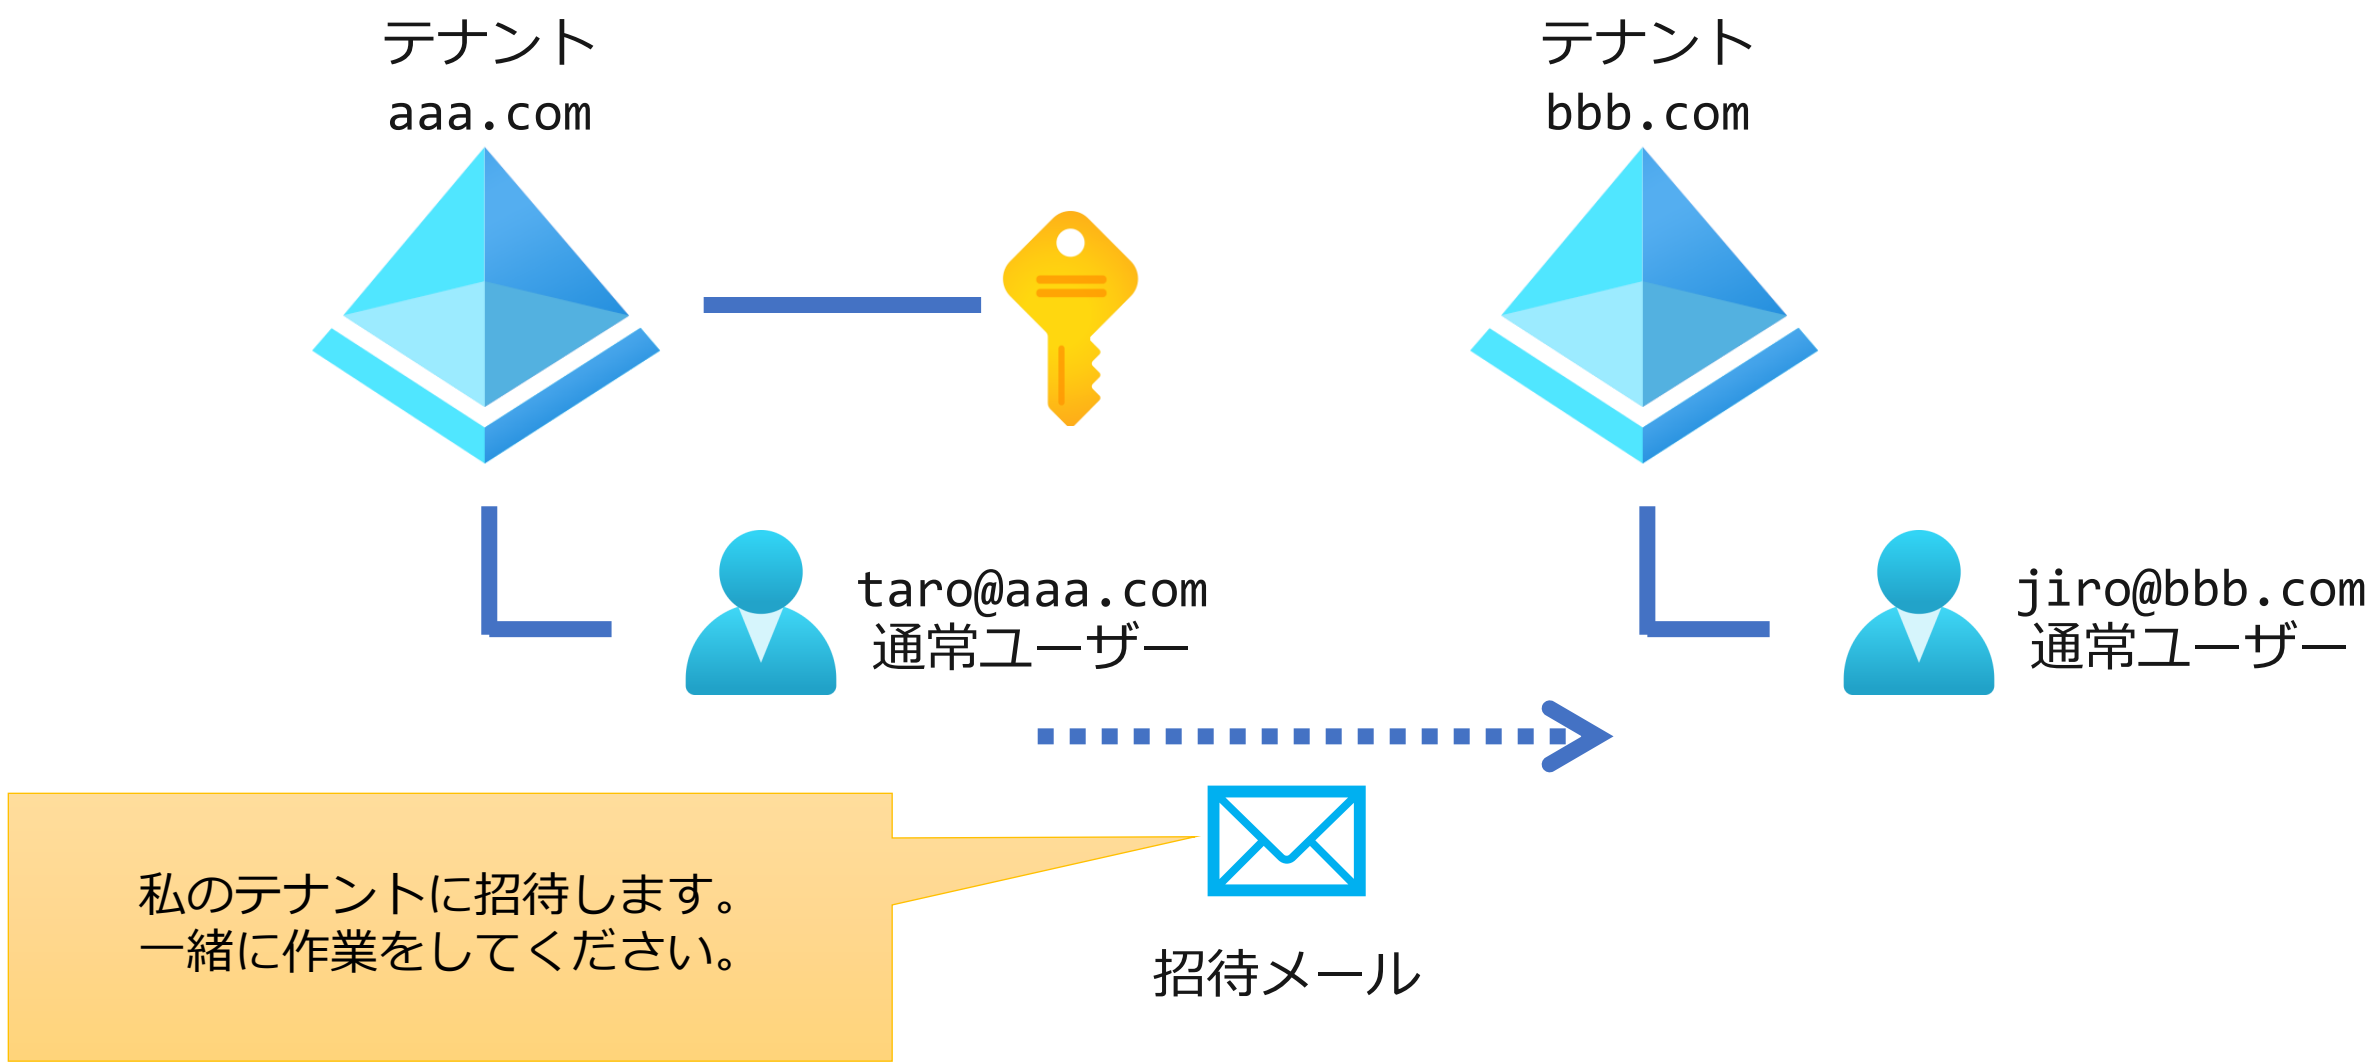 テナント
aaa.com
テナント
bbb.com
taro@aaa.com
通常ユーザー
jiro@bbb.com
通常ユーザー
私のテナントに招待します。
一緒に作業をしてください。
招待メール